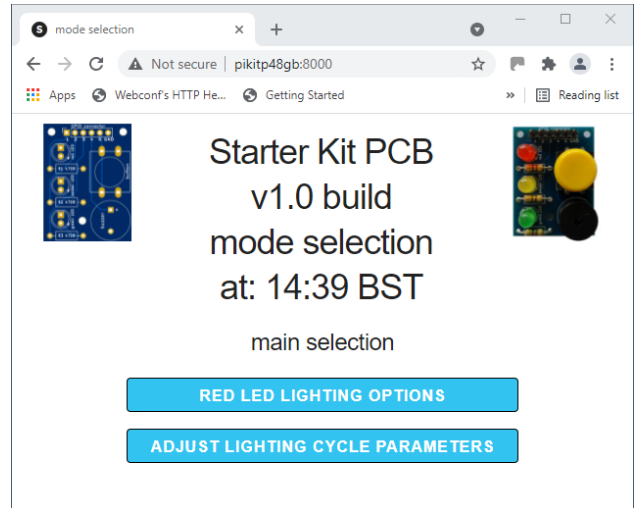 S mode selection
Not secure | pikitp48gb:8000
Apps Webconf's HTTP He... Getting Started » Reading list
Starter Kit PCB
v1.0 build
mode selection
at: 14:39 BST
main selection
RED LED LIGHTING OPTIONS
ADJUST LIGHTING CYCLE PARAMETERS